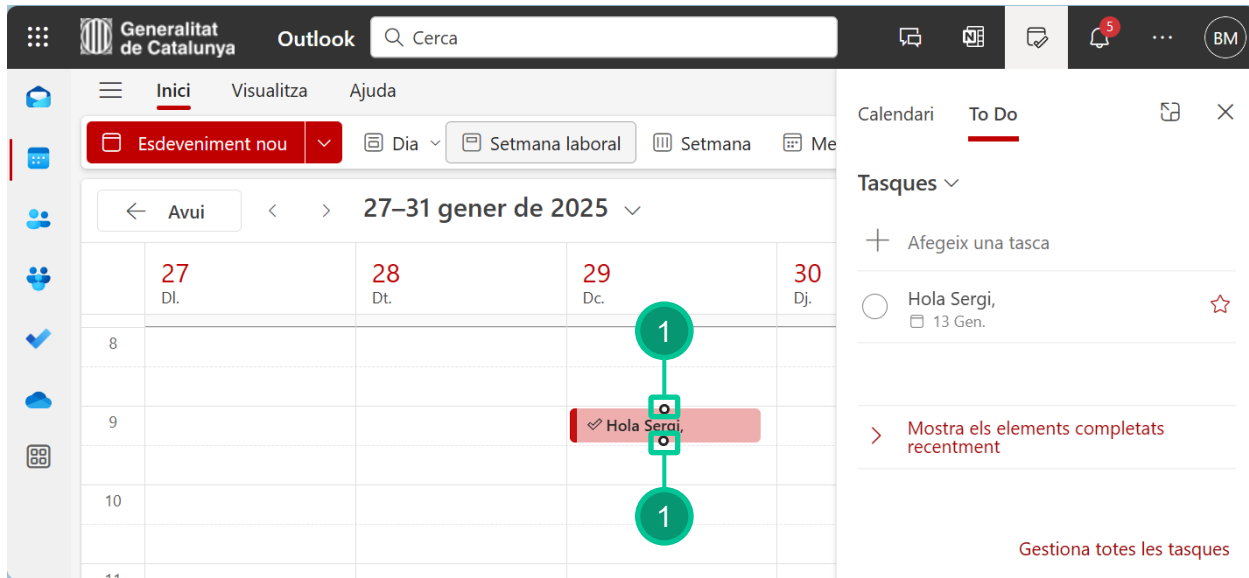 Generalitat
de Catalunya
Outlook
Cerca
5
BM
Inici Visualitza Ajuda
Esdeveniment nou Dia Setmana laboral Setmana Me
Avui 27–31 gener de 2025
27 28 29 30
Dl. Dt. Dc. Dj.
8
1
9
Hola Sergi,
10
1
11
Calendari To Do
Tasques
Afegeix una tasca
Hola Sergi,
13 Gen.
Mostra els elements completats
recentment
Gestiona totes les tasques